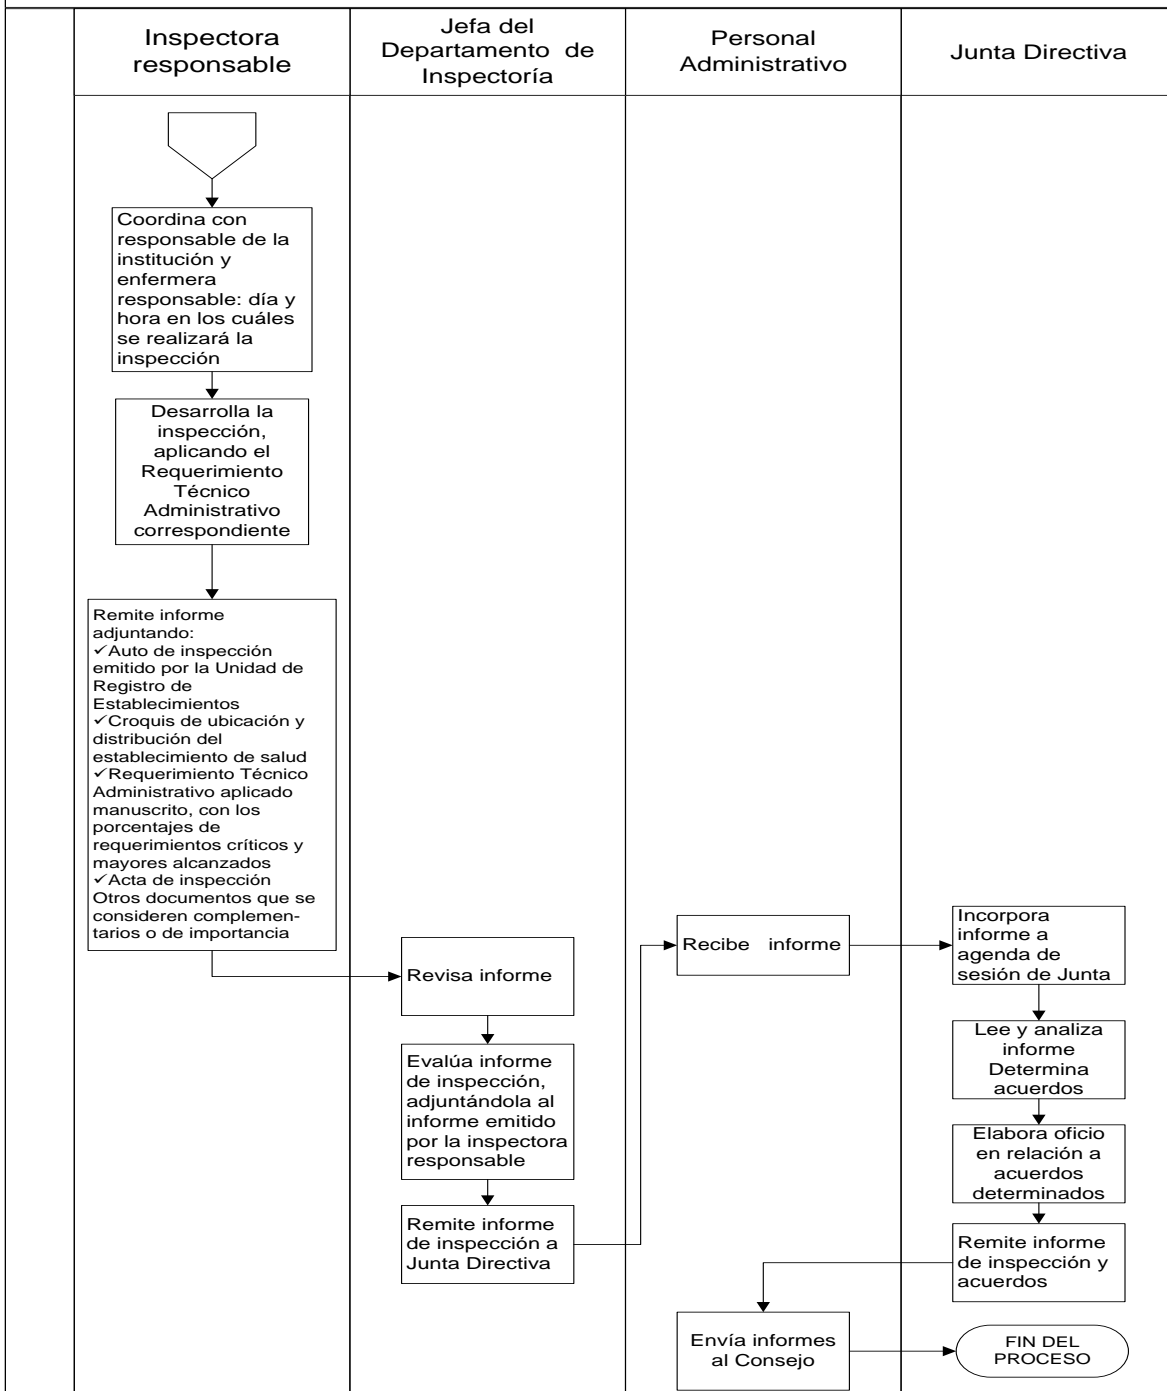 Inspectora
responsable
Jefa del
Departamento de
Inspectoría
Personal
Administrativo
Junta Directiva
Coordina con
responsable de la
institución y
enfermera
responsable: día y
hora en los cuáles
se realizará la
inspección
Desarrolla la
inspección,
aplicando el
Requerimiento
Técnico
Administrativo
correspondiente
Remite informe
adjuntando:
✓Auto de inspección
emitido por la Unidad de
Registro de
Establecimientos
✓Croquis de ubicación y
distribución del
establecimiento de salud
✓Requerimiento Técnico
Administrativo aplicado
manuscrito, con los
porcentajes de
requerimientos críticos y
mayores alcanzados
✓Acta de inspección
Otros documentos que se
consideren complemen-
tarios o de importancia
Revisa informe
Evalúa informe
de inspección,
adjuntándola al
informe emitido
por la inspectora
responsable
Remite informe
de inspección a
Junta Directiva
Recibe informe
Incorpora
informe a
agenda de
sesión de Junta
Lee y analiza
informe
Determina
acuerdos
Elabora oficio
en relación a
acuerdos
determinados
Remite informe
de inspección y
acuerdos
Envía informes
al Consejo
FIN DEL
PROCESO